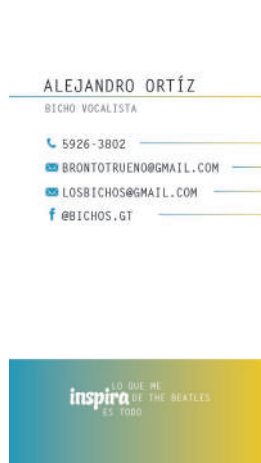 ALEJANDRO ORTÍZ
BICHO VOCALISTA
5926-3802
BRONTOTRUENO@GMAIL.COM
LOSBICHOS@GMAIL.COM
@BICHOS.GT
LO QUE ME
inspira DE THE BEATLES
ES TODO